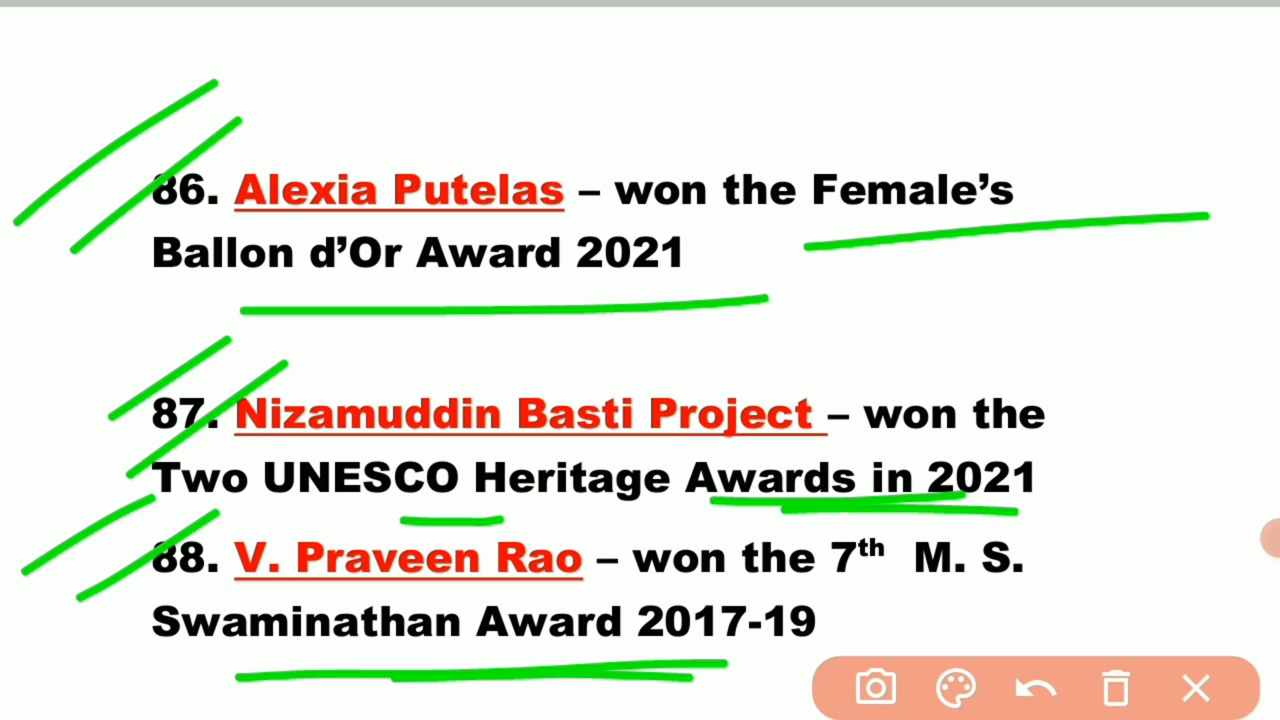 86. Alexia Putelas – won the Female’s
Ballon d’Or Award 2021
87. Nizamuddin Basti Project – won the
Two UNESCO Heritage Awards in 2021
88. V. Praveen Rao – won the 7th M. S.
Swaminathan Award 2017-19